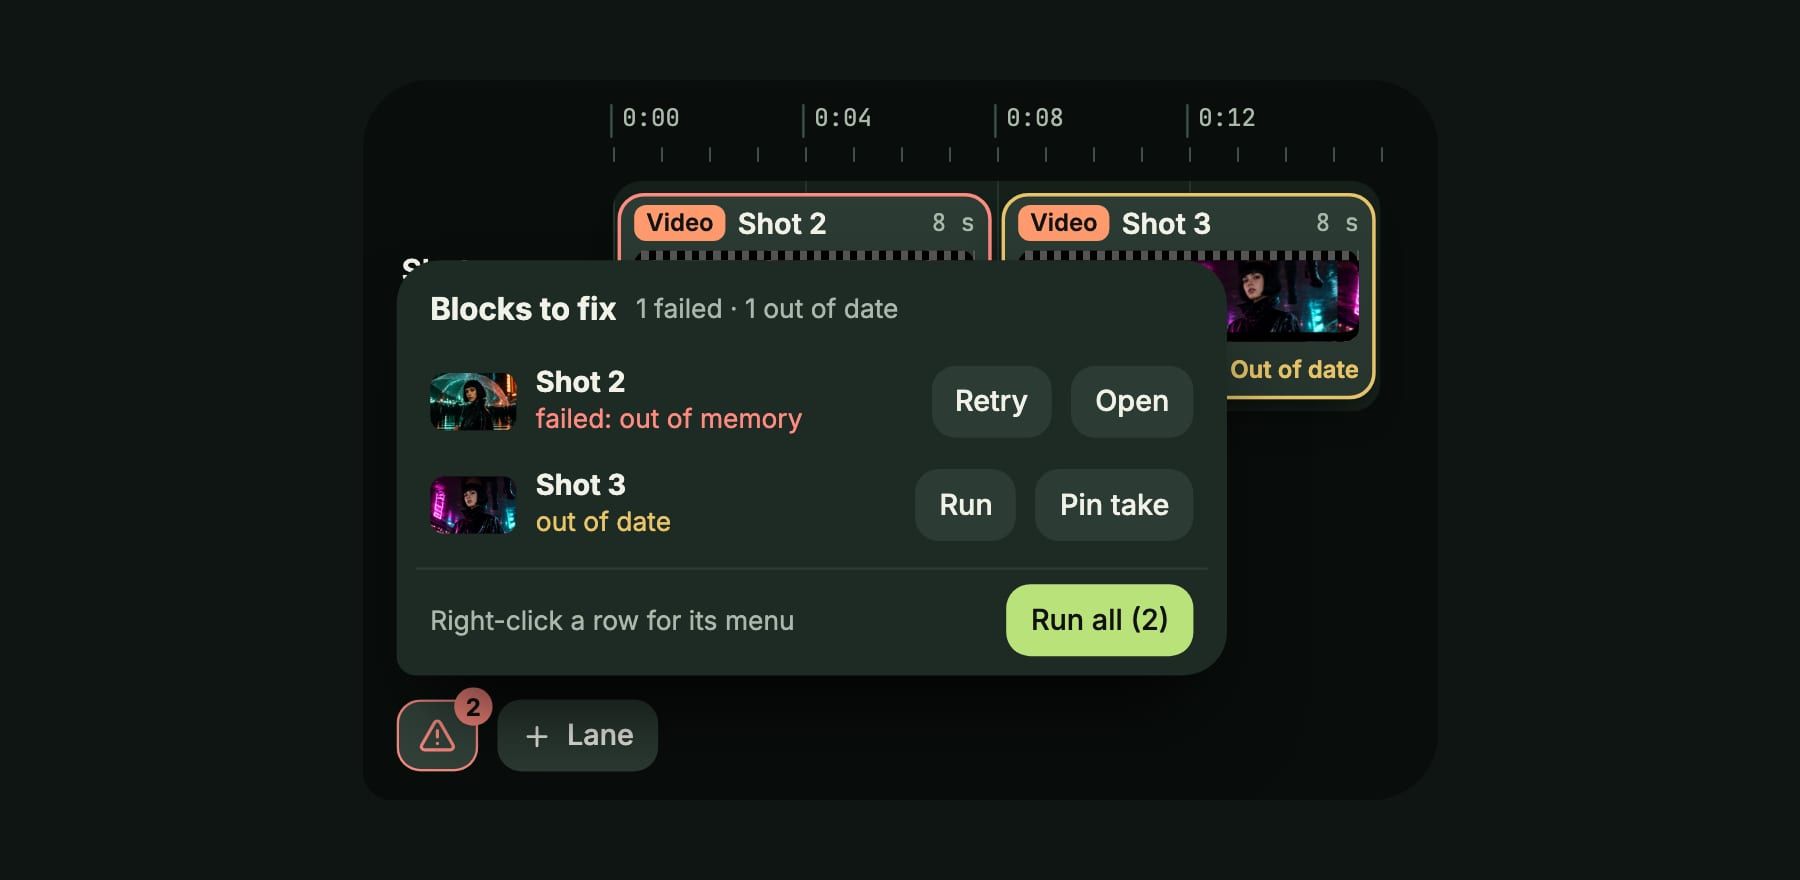 0:00 0:04 0:08 0:12
Video Shot 2 8 s Video Shot 3 8 s
Blocks to fix 1 failed · 1 out of date
Out of date
Shot 2
failed: out of memory
Retry Open
Shot 3
out of date
Run Pin take
Right-click a row for its menu
Run all (2)
2
+ Lane